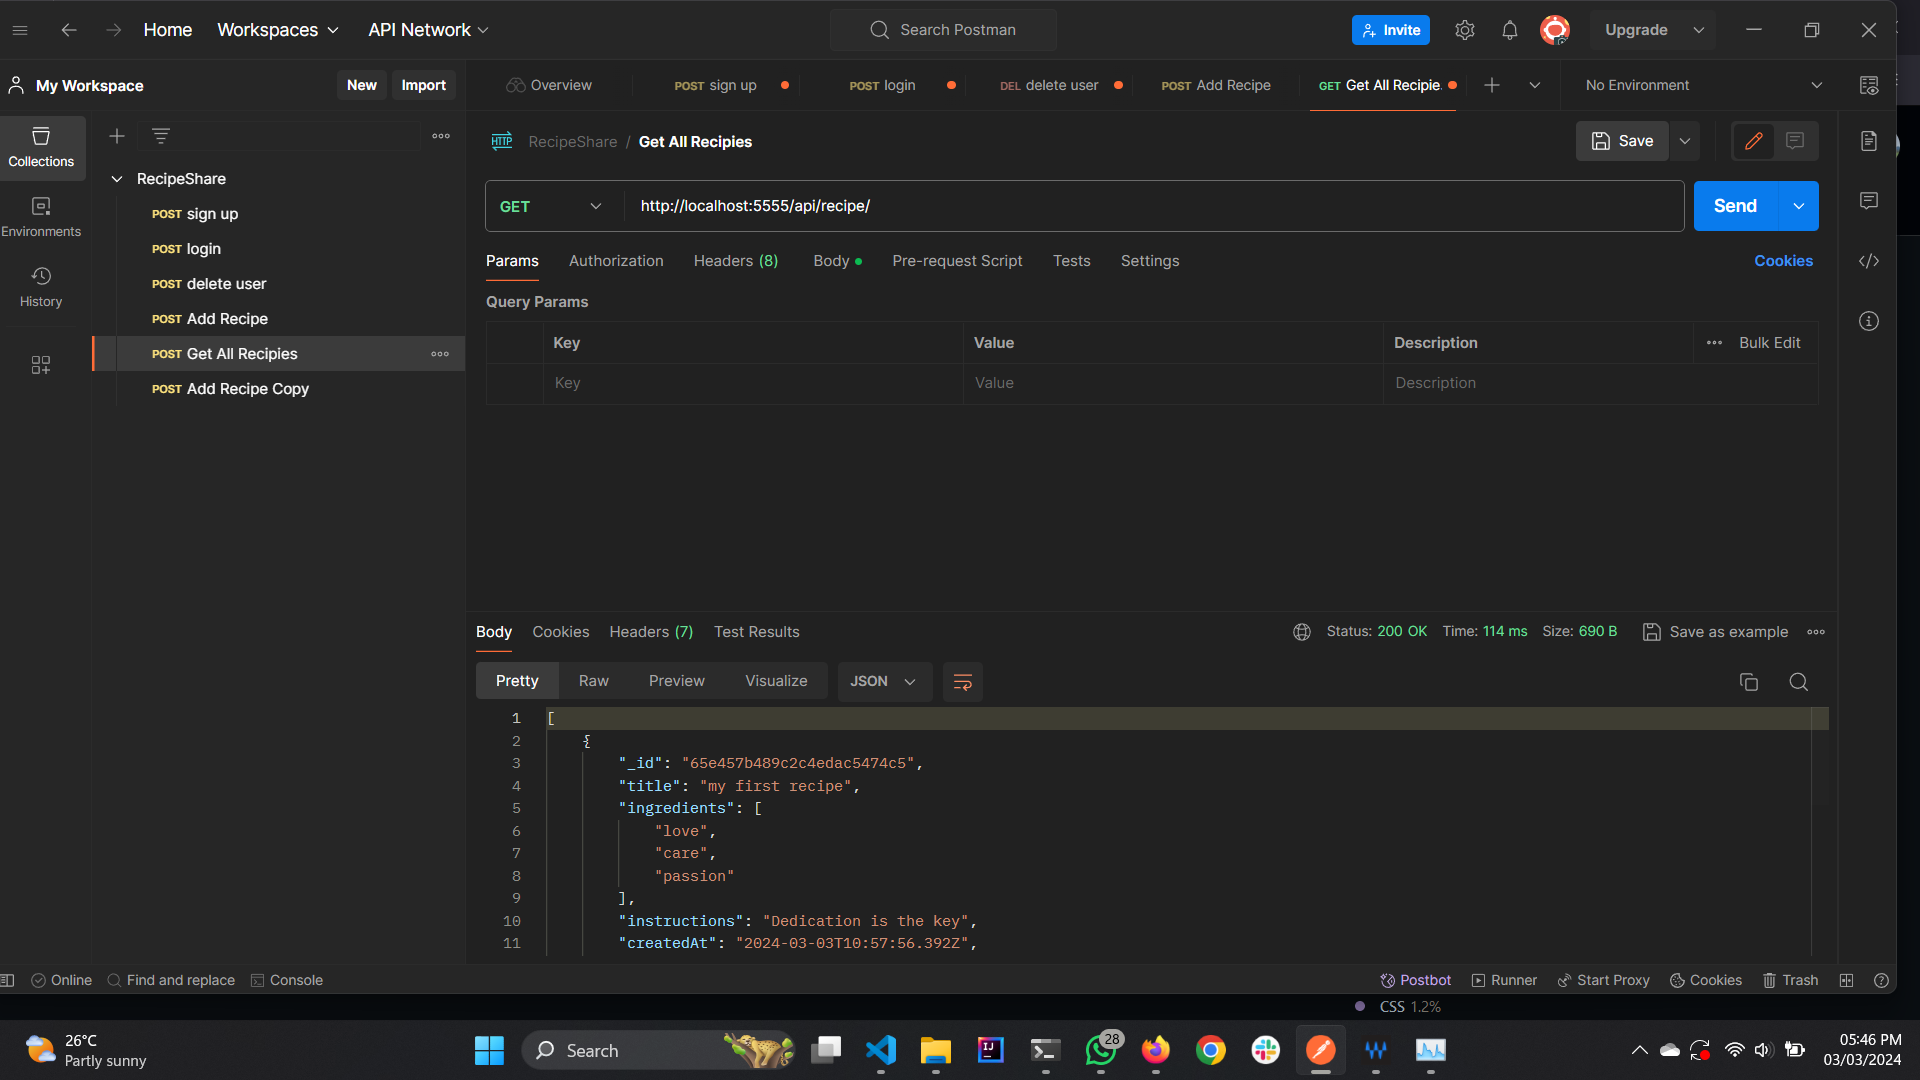 Home Workspaces API Network Search Postman Invite Upgrade
My Workspace New Import Overview POST sign up POST login DEL delete user POST Add Recipe GET Get All Recipie. No Environment
Collections
Environments
History
RecipeShare
POST sign up
POST login
POST delete user
POST Add Recipe
POST Get All Recipies
POST Add Recipe Copy
HTTP RecipeShare / Get All Recipies Save
GET http://localhost:5555/api/recipe/ Send
Params Authorization Headers (8) Body Pre-request Script Tests Settings Cookies
Query Params
Key Value Description Bulk Edit
Key Value Description
Body Cookies Headers (7) Test Results Status: 200 OK Time: 114 ms Size: 690 B Save as example
Pretty Raw Preview Visualize JSON
1 [
2 {
3 "_id": "65e457b489c2c4edac5474c5",
4 "title": "my first recipe",
5 "ingredients": [
6 "love",
7 "care",
8 "passion"
9 ],
10 "instructions": "Dedication is the key",
11 "createdAt": "2024-03-03T10:57:56.392Z",
Online Find and replace Console Postbot Runner Start Proxy Cookies Trash
CSS 1.2%
26°C
Partly sunny
Search
IJ
28
05:46 PM
03/03/2024